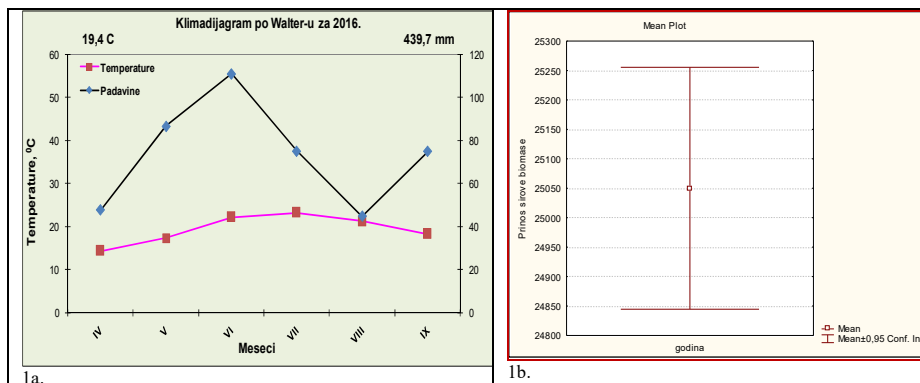 Klimadijagram po Walter-u za 2016.
19,4 C
439,7 mm
60
50
40
30
20
10
0
Temperature, ⁰C
Temperature
Padavine
120
100
80
60
40
20
0
IV
V
VI
VII
VIII
IX
Meseci
1a.
Mean Plot
25300
25250
25200
25150
25100
25050
25000
24950
24900
24850
24800
Prinos sirove biomase
godina
Mean
Mean±0,95 Conf. In
1b.